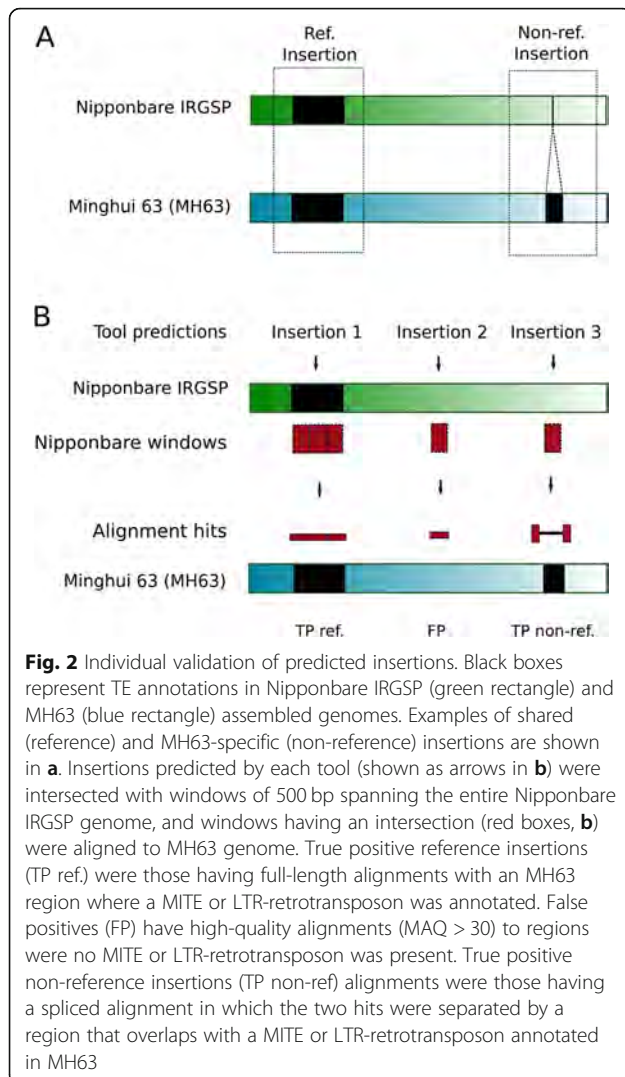 A
Ref. Insertion
Non-ref. Insertion
Nipponbare IRGSP
Minghui 63 (MH63)
B
Tool predictions
Insertion 1
Insertion 2
Insertion 3
Nipponbare IRGSP
Nipponbare windows
Alignment hits
Minghui 63 (MH63)
TP ref.
FP
TP non-ref.
Fig. 2 Individual validation of predicted insertions. Black boxes
represent TE annotations in Nipponbare IRGSP (green rectangle) and
MH63 (blue rectangle) assembled genomes. Examples of shared
(reference) and MH63-specific (non-reference) insertions are shown
in a. Insertions predicted by each tool (shown as arrows in b) were
intersected with windows of 500 bp spanning the entire Nipponbare
IRGSP genome, and windows having an intersection (red boxes, b)
were aligned to MH63 genome. True positive reference insertions
(TP ref.) were those having full-length alignments with an MH63
region where a MITE or LTR-retrotransposon was annotated. False
positives (FP) have high-quality alignments (MAQ > 30) to regions
were no MITE or LTR-retrotransposon was present. True positive
non-reference insertions (TP non-ref) alignments were those having
a spliced alignment in which the two hits were separated by a
region that overlaps with a MITE or LTR-retrotransposon annotated
in MH63